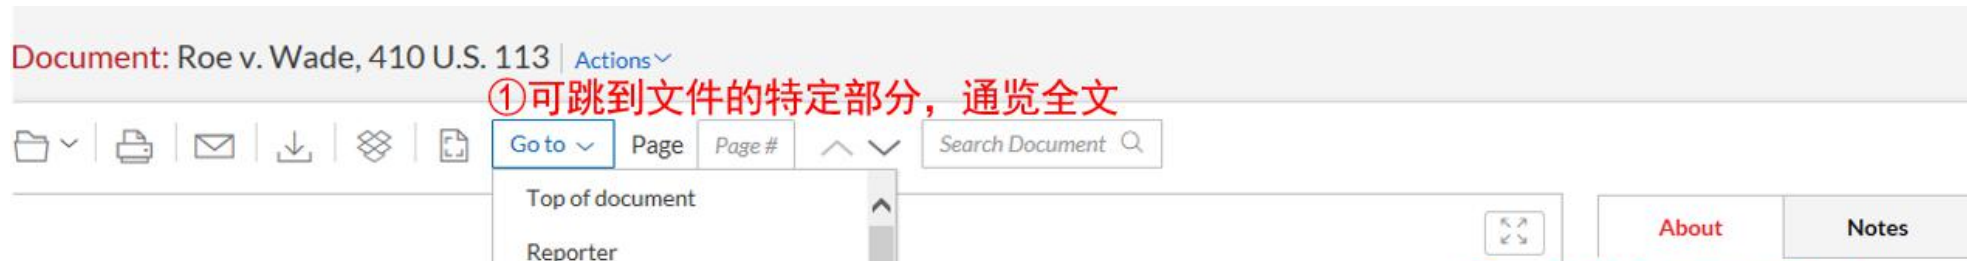 Document: Roe v. Wade, 410 U.S. 113 Actions
①可跳到文件的特定部分，通览全文
Go to Page Page # Search Document
Top of document
About Notes
Reporter